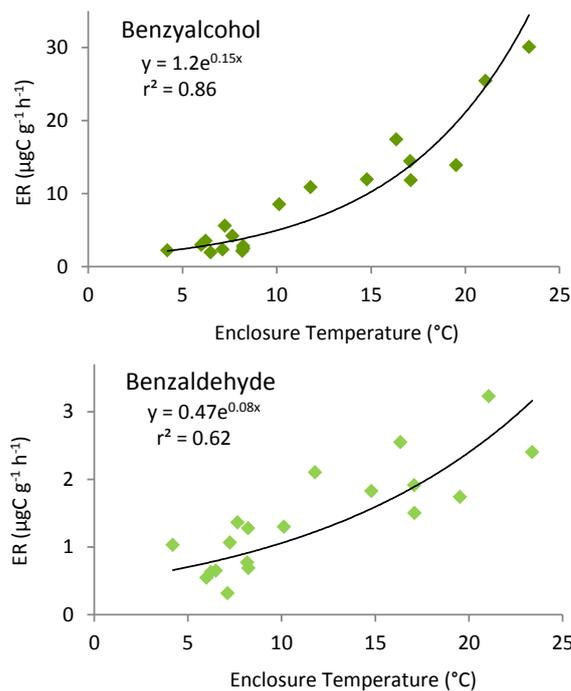 Benzyalcohol
y = 1.2e^0.15x
r² = 0.86
30
20
10
0
ER (µgC g⁻¹ h⁻¹)
0 5 10 15 20 25
Enclosure Temperature (°C)
Benzaldehyde
y = 0.47e^0.08x
r² = 0.62
3
2
1
0
ER (µgC g⁻¹ h⁻¹)
0 5 10 15 20 25
Enclosure Temperature (°C)